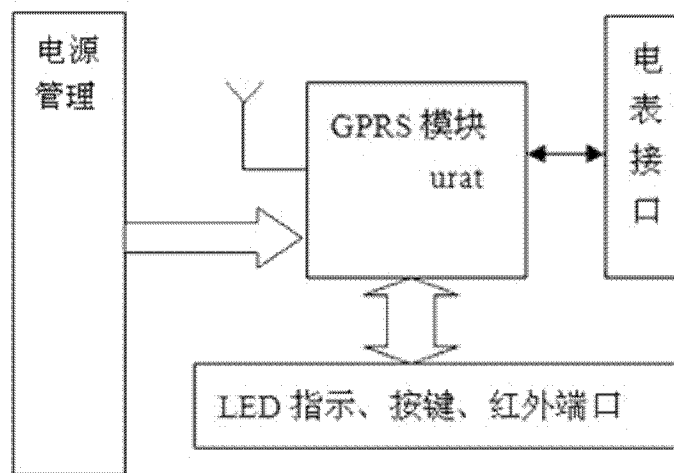 电源
管理
GPRS 模块
urat
电
表
接
口
LED 指示、按键、红外端口